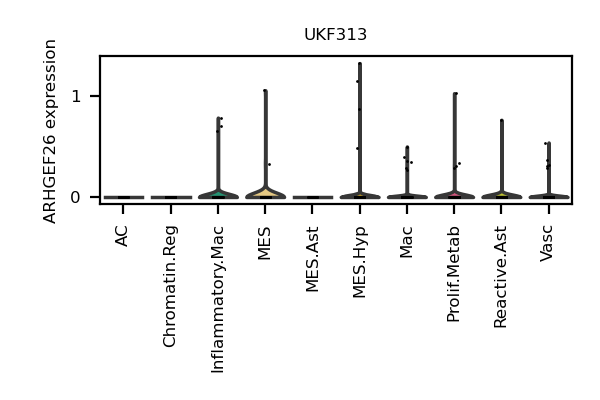 UKF313
ARHGEF26 expression
1
0
AC
Chromatin.Reg
Inflammatory.Mac
MES
MES.Ast
MES.Hyp
Mac
Prolif.Metab
Reactive.Ast
Vasc